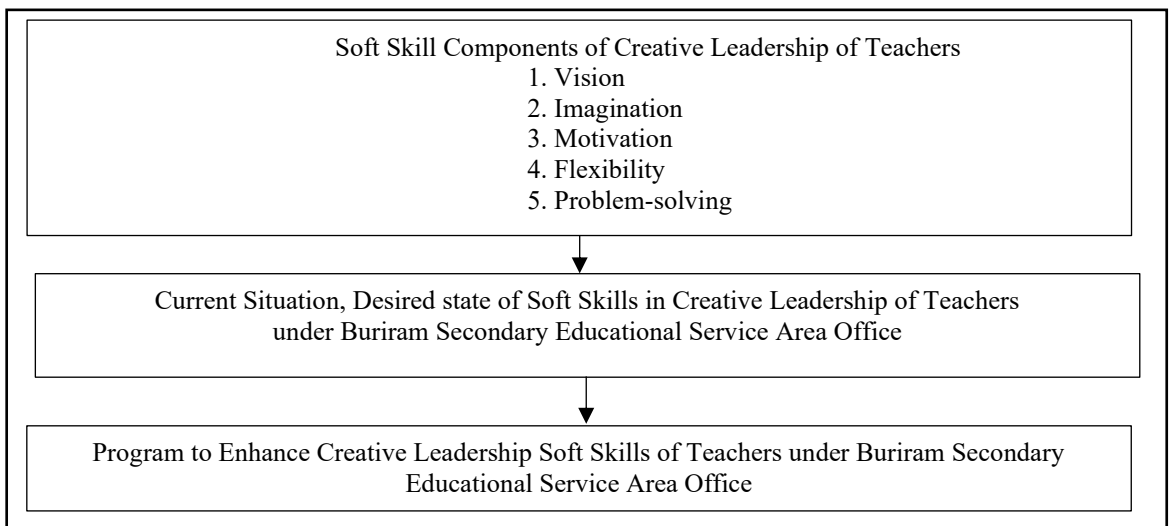 Soft Skill Components of Creative Leadership of Teachers
1. Vision
2. Imagination
3. Motivation
4. Flexibility
5. Problem-solving
Current Situation, Desired state of Soft Skills in Creative Leadership of Teachers
under Buriram Secondary Educational Service Area Office
Program to Enhance Creative Leadership Soft Skills of Teachers under Buriram Secondary
Educational Service Area Office